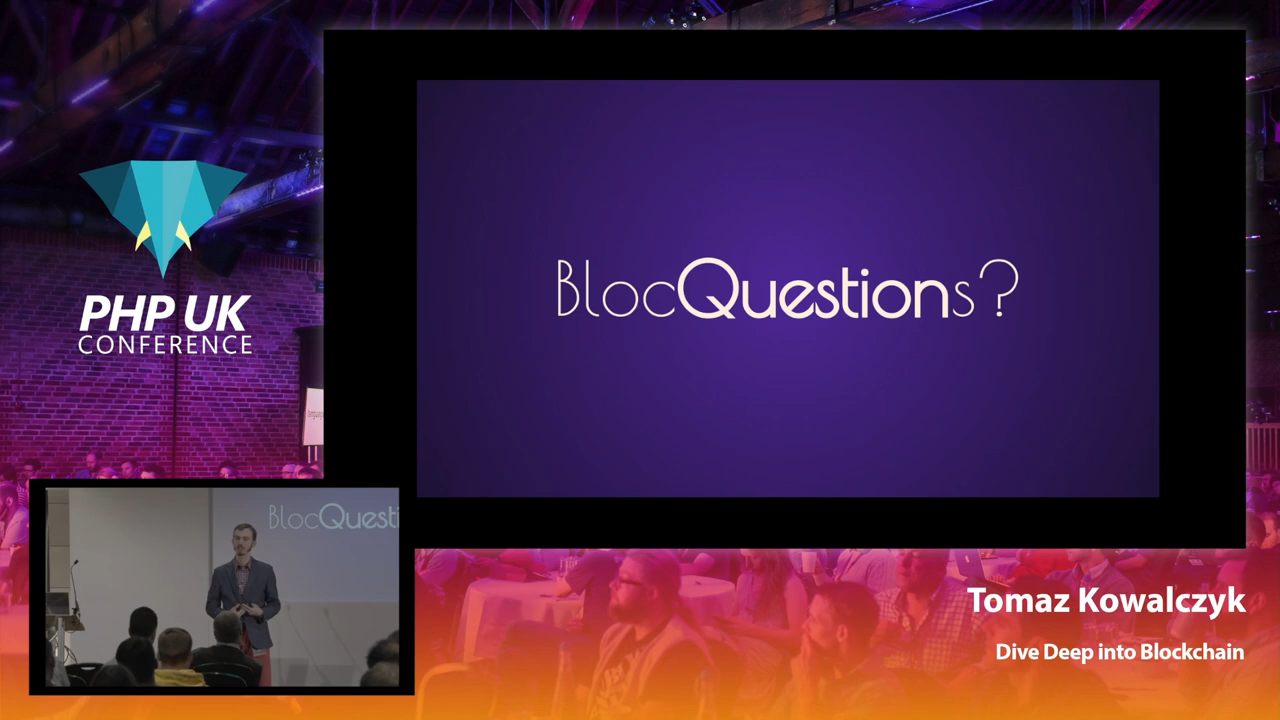 PHP UK
CONFERENCE
BlocQuestions?
BlocQuesti
Tomaz Kowalczyk
Dive Deep into Blockchain